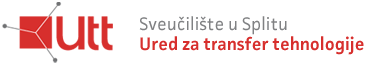 utt
Sveučilište u Splitu
Ured za transfer tehnologije